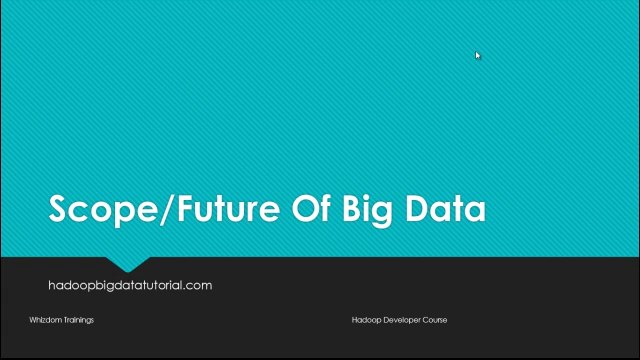 Scope/Future Of Big Data
hadoopbigdatatutorial.com
Whizdom Trainings
Hadoop Developer Course